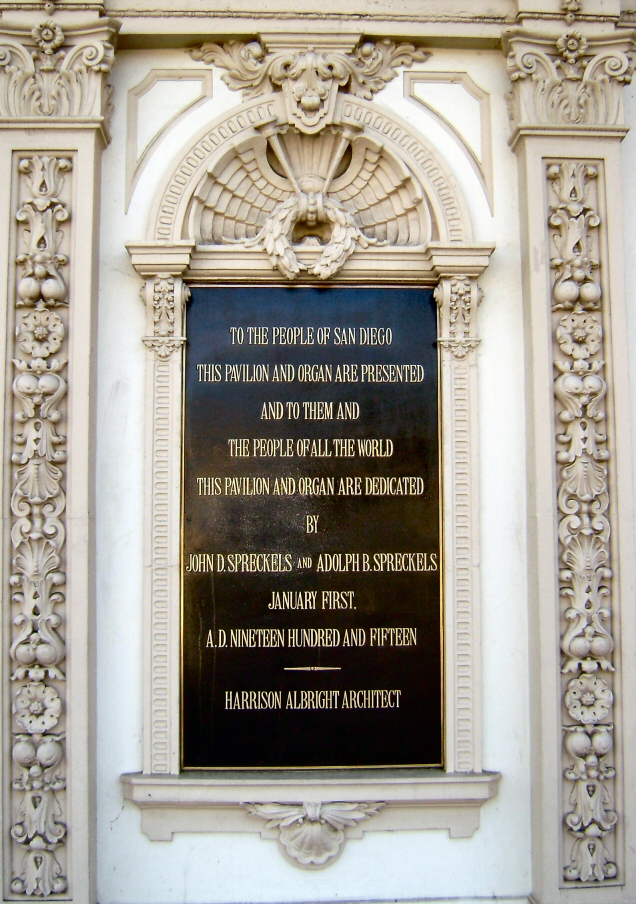 TO THE PEOPLE OF SAN DIEGO
THIS PAVILION AND ORGAN ARE PRESENTED
AND TO THEM AND
THE PEOPLE OF ALL THE WORLD
THIS PAVILION AND ORGAN ARE DEDICATED
BY
JOHN D. SPRECKELS AND ADOLPH B. SPRECKELS
JANUARY FIRST.
A.D. NINETEEN HUNDRED AND FIFTEEN
HARRISON ALBRIGHT ARCHITECT